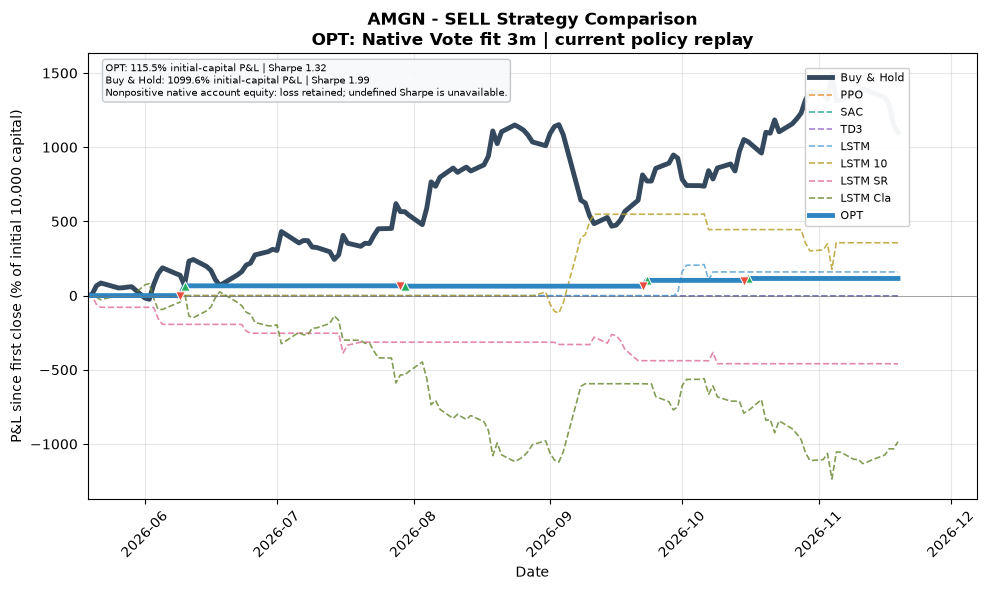 AMGN - SELL Strategy Comparison
OPT: Native Vote fit 3m | current policy replay
OPT: 115.5% initial-capital P&L | Sharpe 1.32
Buy & Hold: 1099.6% initial-capital P&L | Sharpe 1.99
Nonpositive native account equity: loss retained; undefined Sharpe is unavailable.
Buy & Hold
PPO
SAC
TD3
LSTM
LSTM 10
LSTM SR
LSTM Cla
OPT
P&L since first close (% of initial 10,000 capital)
1500
1000
500
0
−500
−1000
2026-06
2026-07
2026-08
2026-09
2026-10
2026-11
2026-12
Date